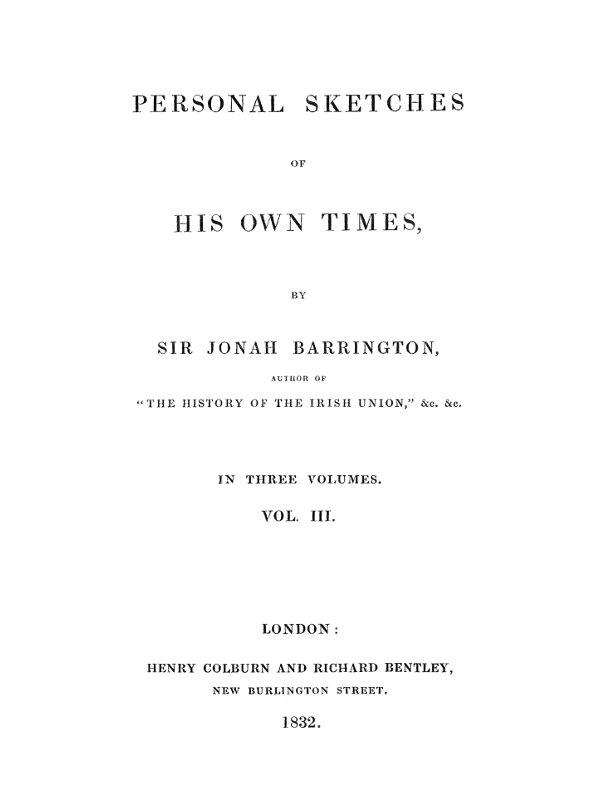 PERSONAL SKETCHES
OF
HIS OWN TIMES,
BY
SIR JONAH BARRINGTON,
AUTHOR OF
“THE HISTORY OF THE IRISH UNION,” &c. &c.
IN THREE VOLUMES.
VOL. III.
LONDON:
HENRY COLBURN AND RICHARD BENTLEY,
NEW BURLINGTON STREET.
1832.